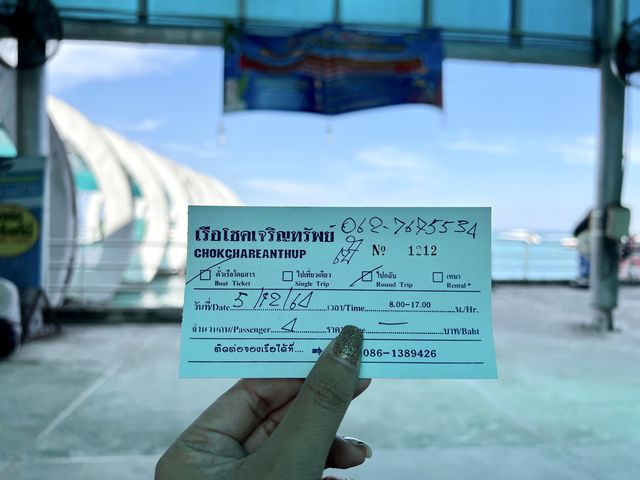 เรือโชคเจริญทรัพย์ 062-7675534
CHOKCHAREANTHUP Nº 1212
ตั๋วเรือโดยสาร ไปเที่ยวเดียว ไปกลับ เหมา
Boat Ticket Single Trip Round Trip Rental
วันที่/Date 5/12/64 เวลา/Time 8.00-17.00 น./Hr.
จำนวนคน/Passenger 4 ราคา — บาท/Baht
ติดต่อจองเรือได้ที่.... 086-1389426